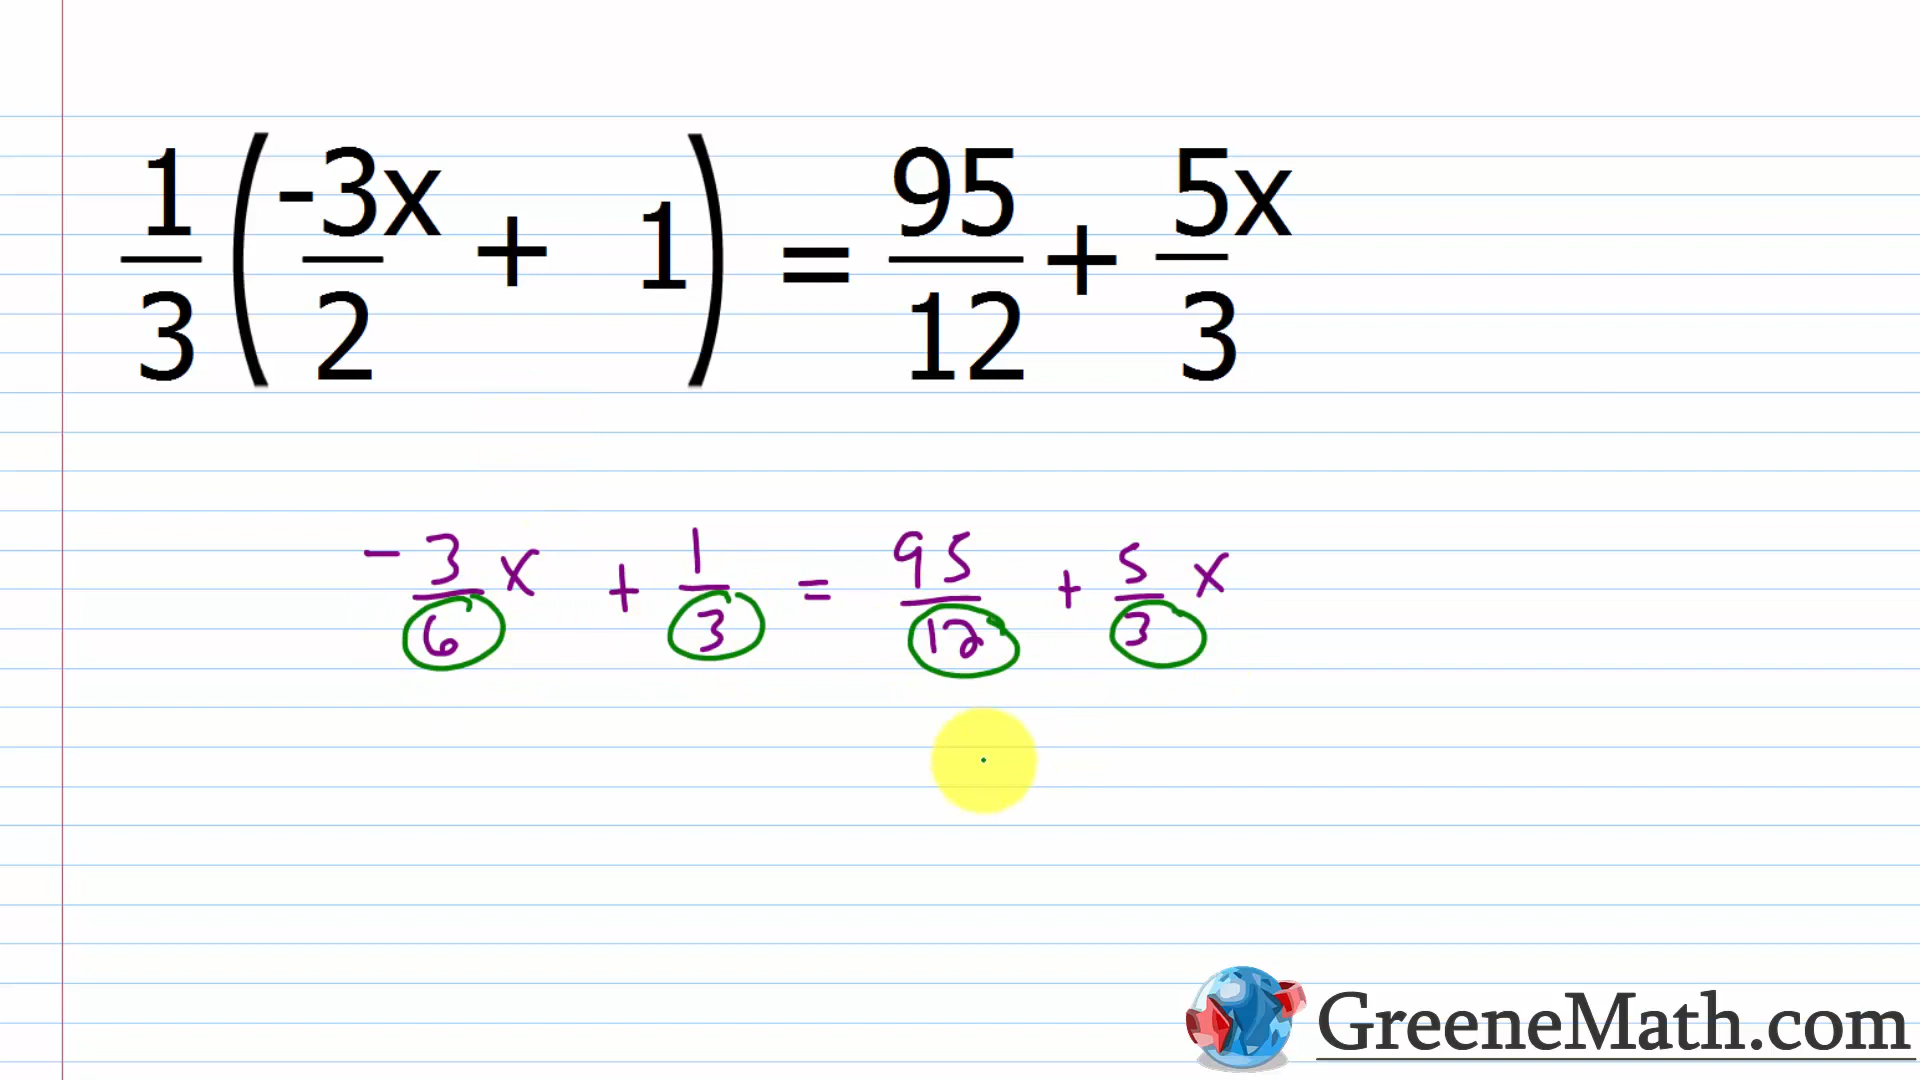 1/3 (-3x/2 + 1) = 95/12 + 5x/3
-3/6 x + 1/3 = 95/12 + 5/3 x
GreeneMath.com